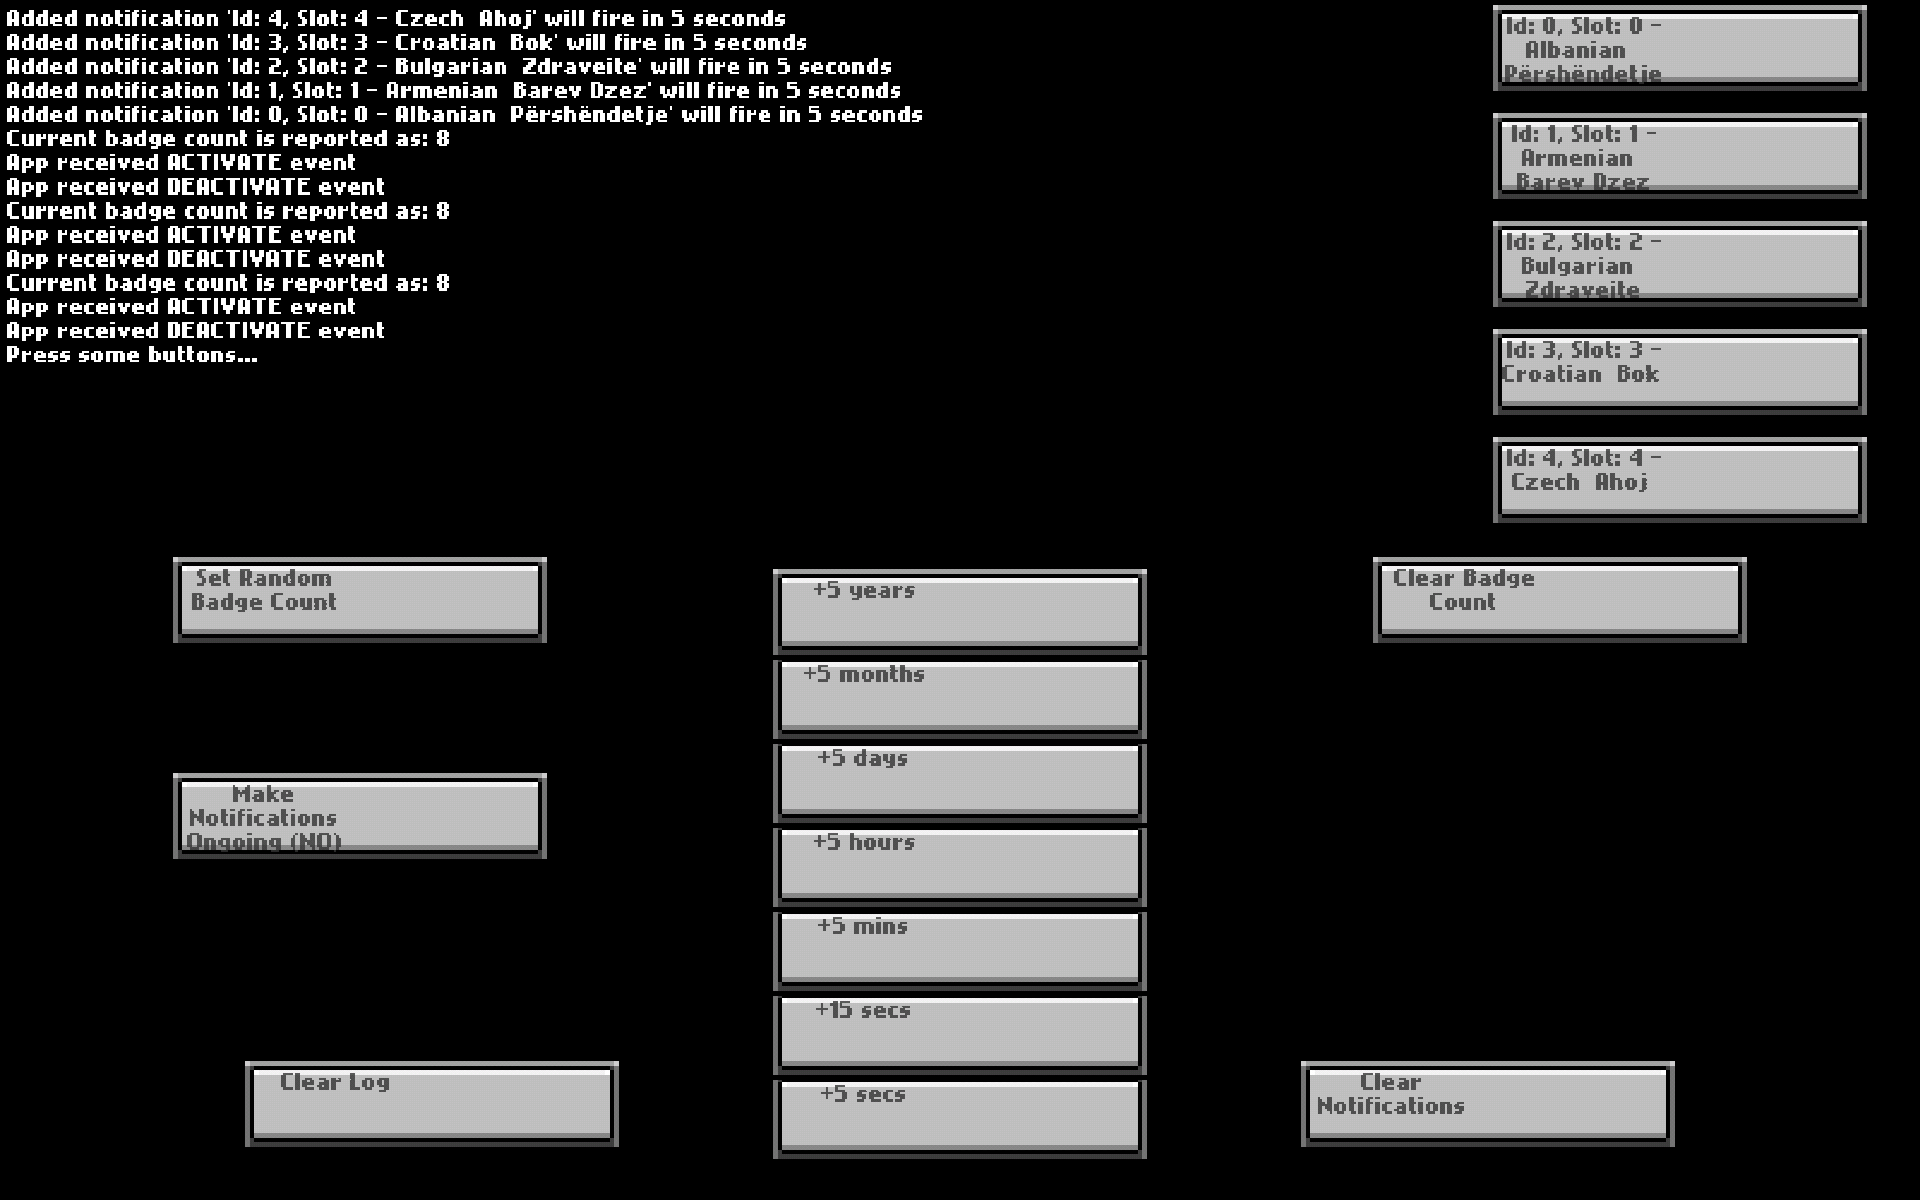 Added notification 'Id: 4, Slot: 4 - Czech  Ahoj' will fire in 5 seconds
Added notification 'Id: 3, Slot: 3 - Croatian  Bok' will fire in 5 seconds
Added notification 'Id: 2, Slot: 2 - Bulgarian  Zdraveite' will fire in 5 seconds
Added notification 'Id: 1, Slot: 1 - Armenian  Barev Dzez' will fire in 5 seconds
Added notification 'Id: 0, Slot: 0 - Albanian  Përshëndetje' will fire in 5 seconds
Current badge count is reported as: 8
App received ACTIVATE event
App received DEACTIVATE event
Current badge count is reported as: 8
App received ACTIVATE event
App received DEACTIVATE event
Current badge count is reported as: 8
App received ACTIVATE event
App received DEACTIVATE event
Press some buttons...
Id: 0, Slot: 0 -
Albanian
Përshëndetje
Id: 1, Slot: 1 -
Armenian
Barev Dzez
Id: 2, Slot: 2 -
Bulgarian
Zdraveite
Id: 3, Slot: 3 -
Croatian  Bok
Id: 4, Slot: 4 -
Czech  Ahoj
Set Random
Badge Count
Make
Notifications
Ongoing (NO)
Clear Log
+5 years
+5 months
+5 days
+5 hours
+5 mins
+15 secs
+5 secs
Clear Badge
Count
Clear
Notifications